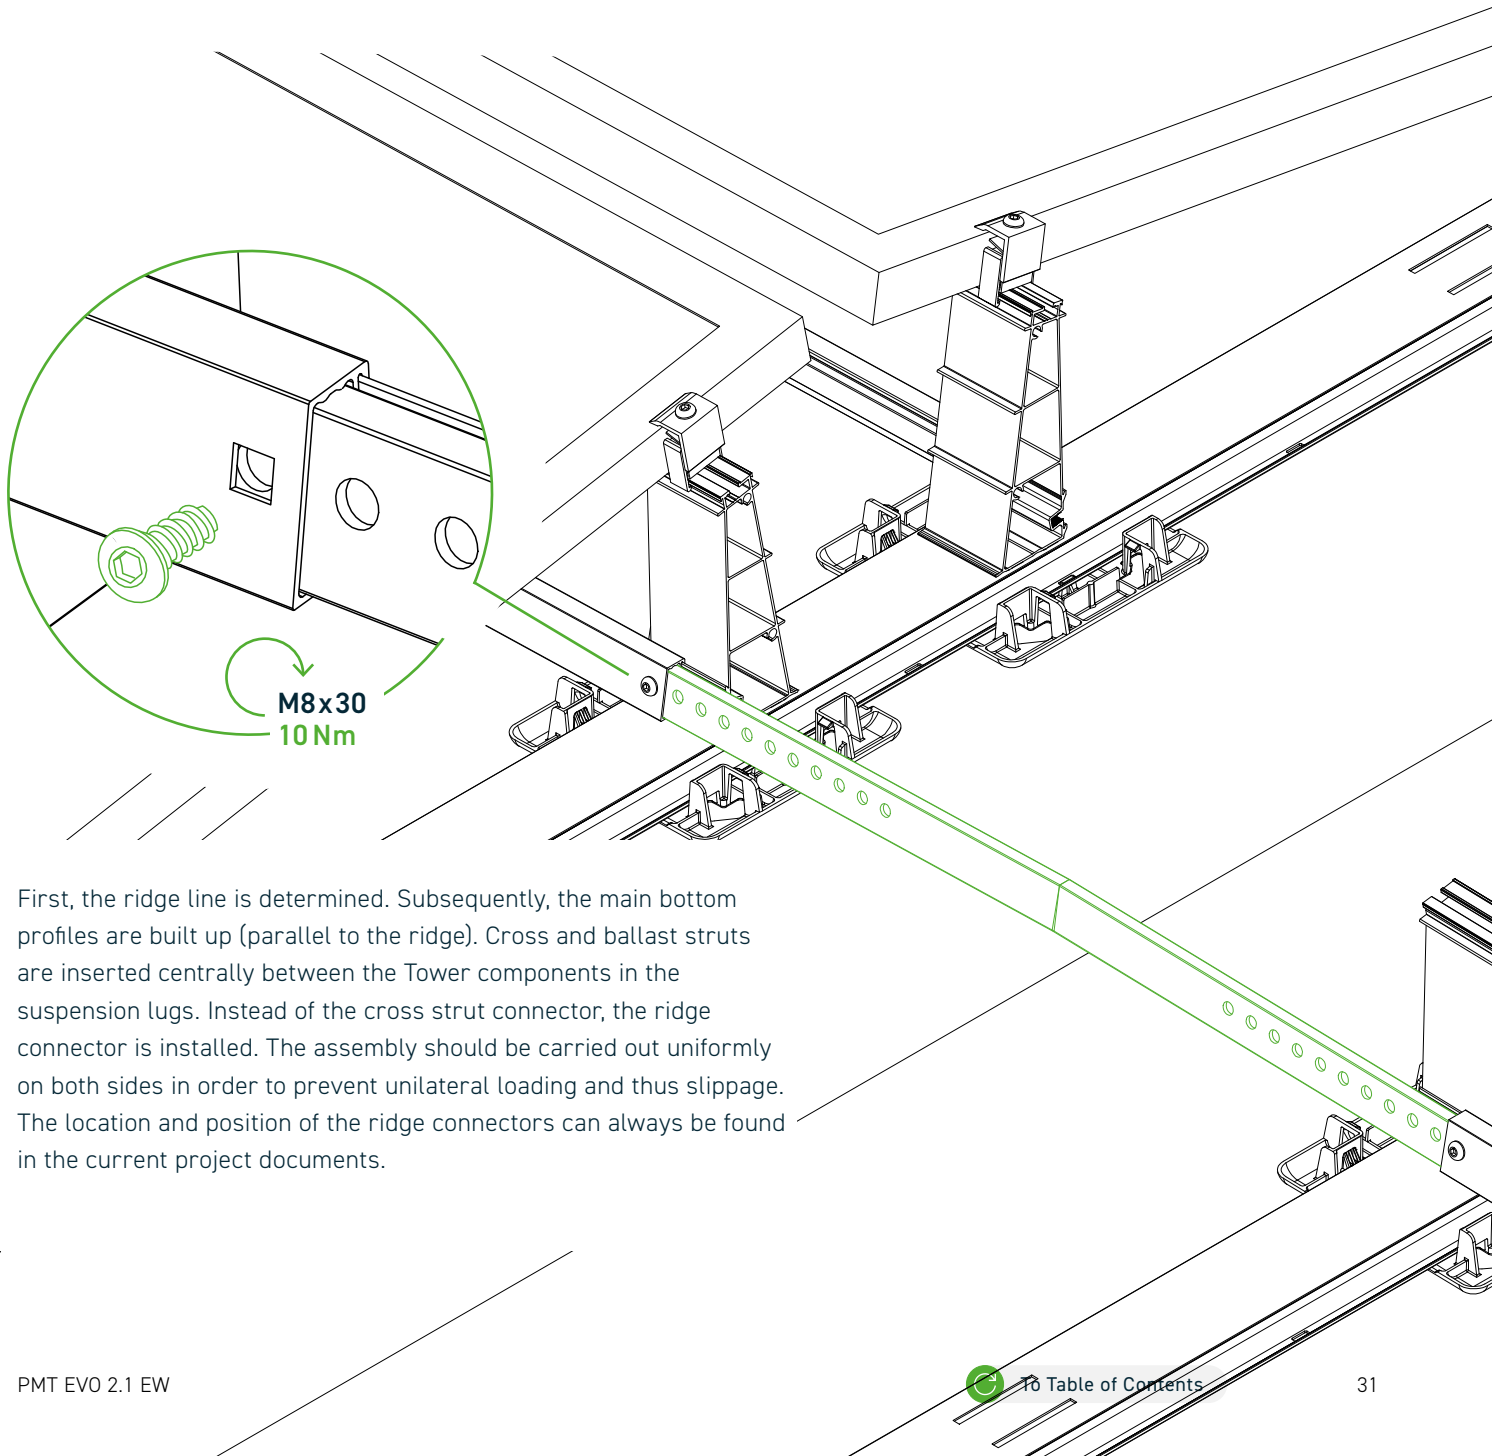 M8x30
10 Nm
First, the ridge line is determined. Subsequently, the main bottom
profiles are built up (parallel to the ridge). Cross and ballast struts
are inserted centrally between the Tower components in the
suspension lugs. Instead of the cross strut connector, the ridge
connector is installed. The assembly should be carried out uniformly
on both sides in order to prevent unilateral loading and thus slippage.
The location and position of the ridge connectors can always be found
in the current project documents.
PMT EVO 2.1 EW
To Table of Contents
31